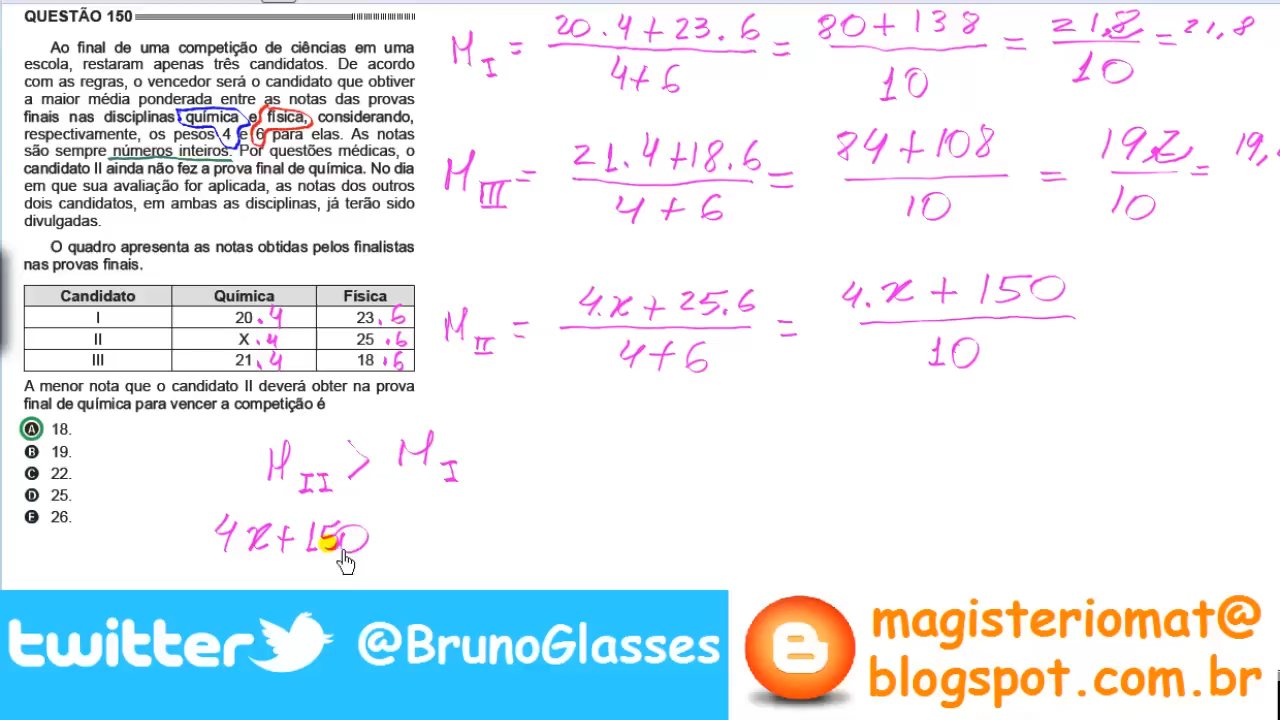 QUESTÃO 150
Ao final de uma competição de ciências em uma
escola, restaram apenas três candidatos. De acordo
com as regras, o vencedor será o candidato que obtiver
a maior média ponderada entre as notas das provas
finais nas disciplinas química e física, considerando,
respectivamente, os pesos 4 e 6 para elas. As notas
são sempre números inteiros. Por questões médicas, o
candidato II ainda não fez a prova final de química. No dia
em que sua avaliação for aplicada, as notas dos outros
dois candidatos, em ambas as disciplinas, já terão sido
divulgadas.
O quadro apresenta as notas obtidas pelos finalistas
nas provas finais.
Candidato Química Física
I 20.4 23.6
II X.4 25.6
III 21.4 18.6
A menor nota que o candidato II deverá obter na prova
final de química para vencer a competição é
A 18.
B 19.
C 22.
D 25.
E 26.
M_II > M_I
4x+150
M_I = 20.4+23.6 / 4+6 = 80+138 / 10 = 21,8 / 10 = 21,8
M_III = 21.4+18.6 / 4+6 = 84+108 / 10 = 19,2 / 10 = 19,
M_II = 4.x+25.6 / 4+6 = 4.x+150 / 10
twitter @BrunoGlasses
magisteriomat@
blogspot.com.br